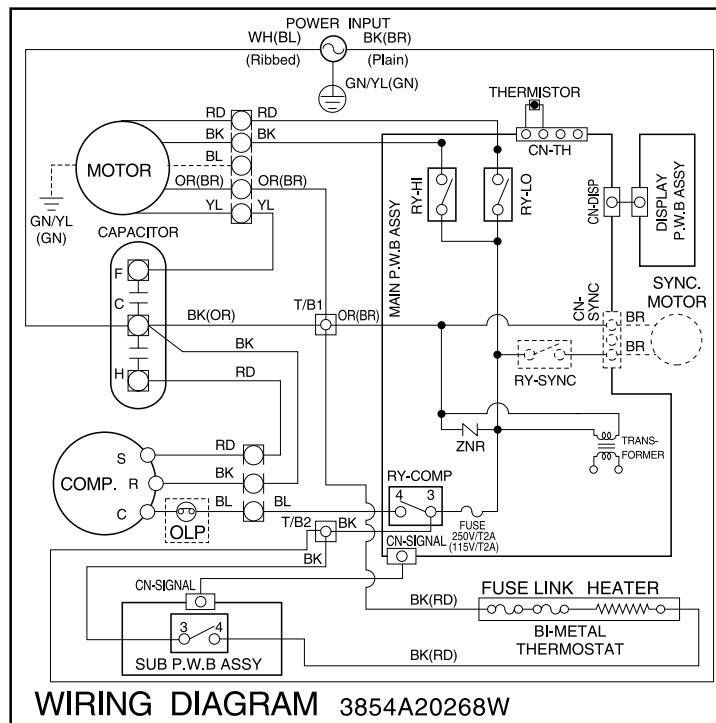 POWER INPUT
WH(BL) BK(BR)
(Ribbed) (Plain)
GN/YL(GN)
RD RD
BK BK
BL
OR(BR) OR(BR)
YL YL
MOTOR
GN/YL
(GN)
THERMISTOR
CN-TH
RY-HI
RY-LO
MAIN P.W.B ASSY
CN-DISP
DISPLAY
P.W.B ASSY
CAPACITOR
F
C
H
BK(OR)
T/B1
OR(BR)
BK
RD
CN-
SYNC
SYNC.
MOTOR
BR
BR
RY-SYNC
ZNR
TRANS-
FORMER
COMP.
S
R
C
RD
BK
BL BL
OLP
RY-COMP
4 3
FUSE
250V/T2A
(115V/T2A)
T/B2 BK
BK
CN-SIGNAL
CN-SIGNAL
3 4
SUB P.W.B ASSY
BK(RD)
FUSE LINK HEATER
BI-METAL
THERMOSTAT
BK(RD)
WIRING DIAGRAM 3854A20268W